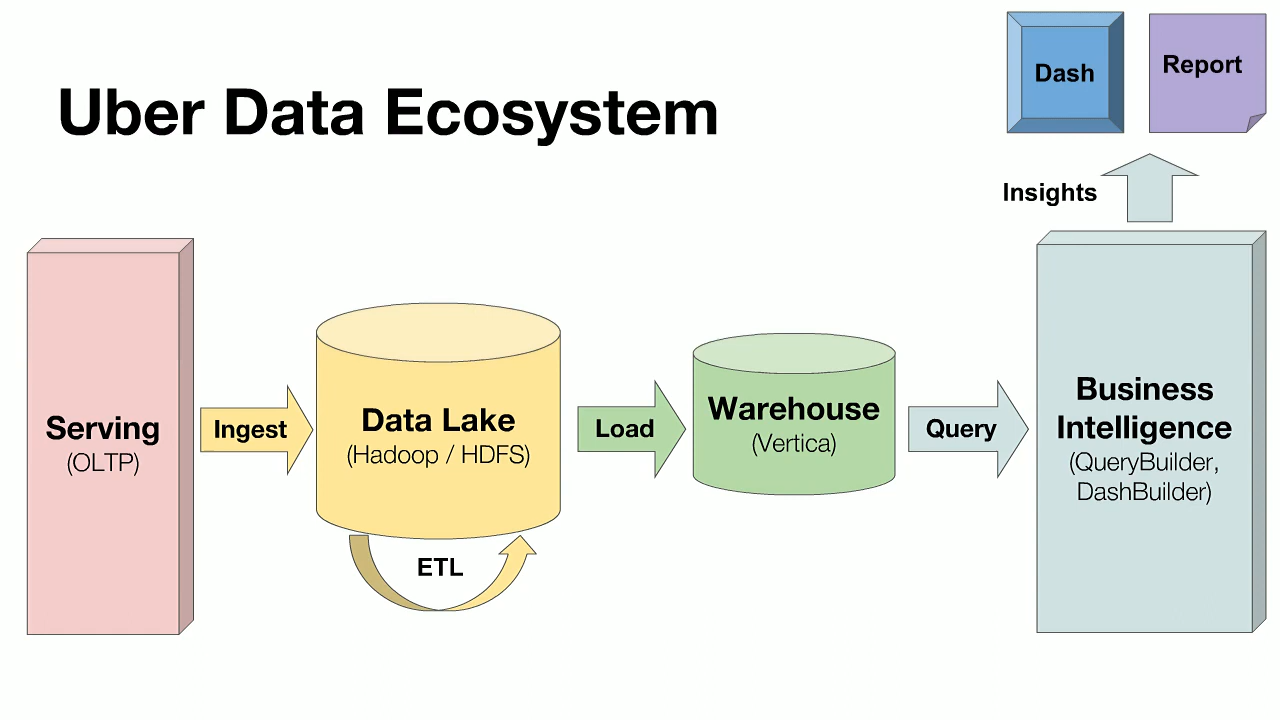 Uber Data Ecosystem
Dash
Report
Insights
Serving
(OLTP)
Ingest
Data Lake
(Hadoop / HDFS)
ETL
Load
Warehouse
(Vertica)
Query
Business
Intelligence
(QueryBuilder,
DashBuilder)